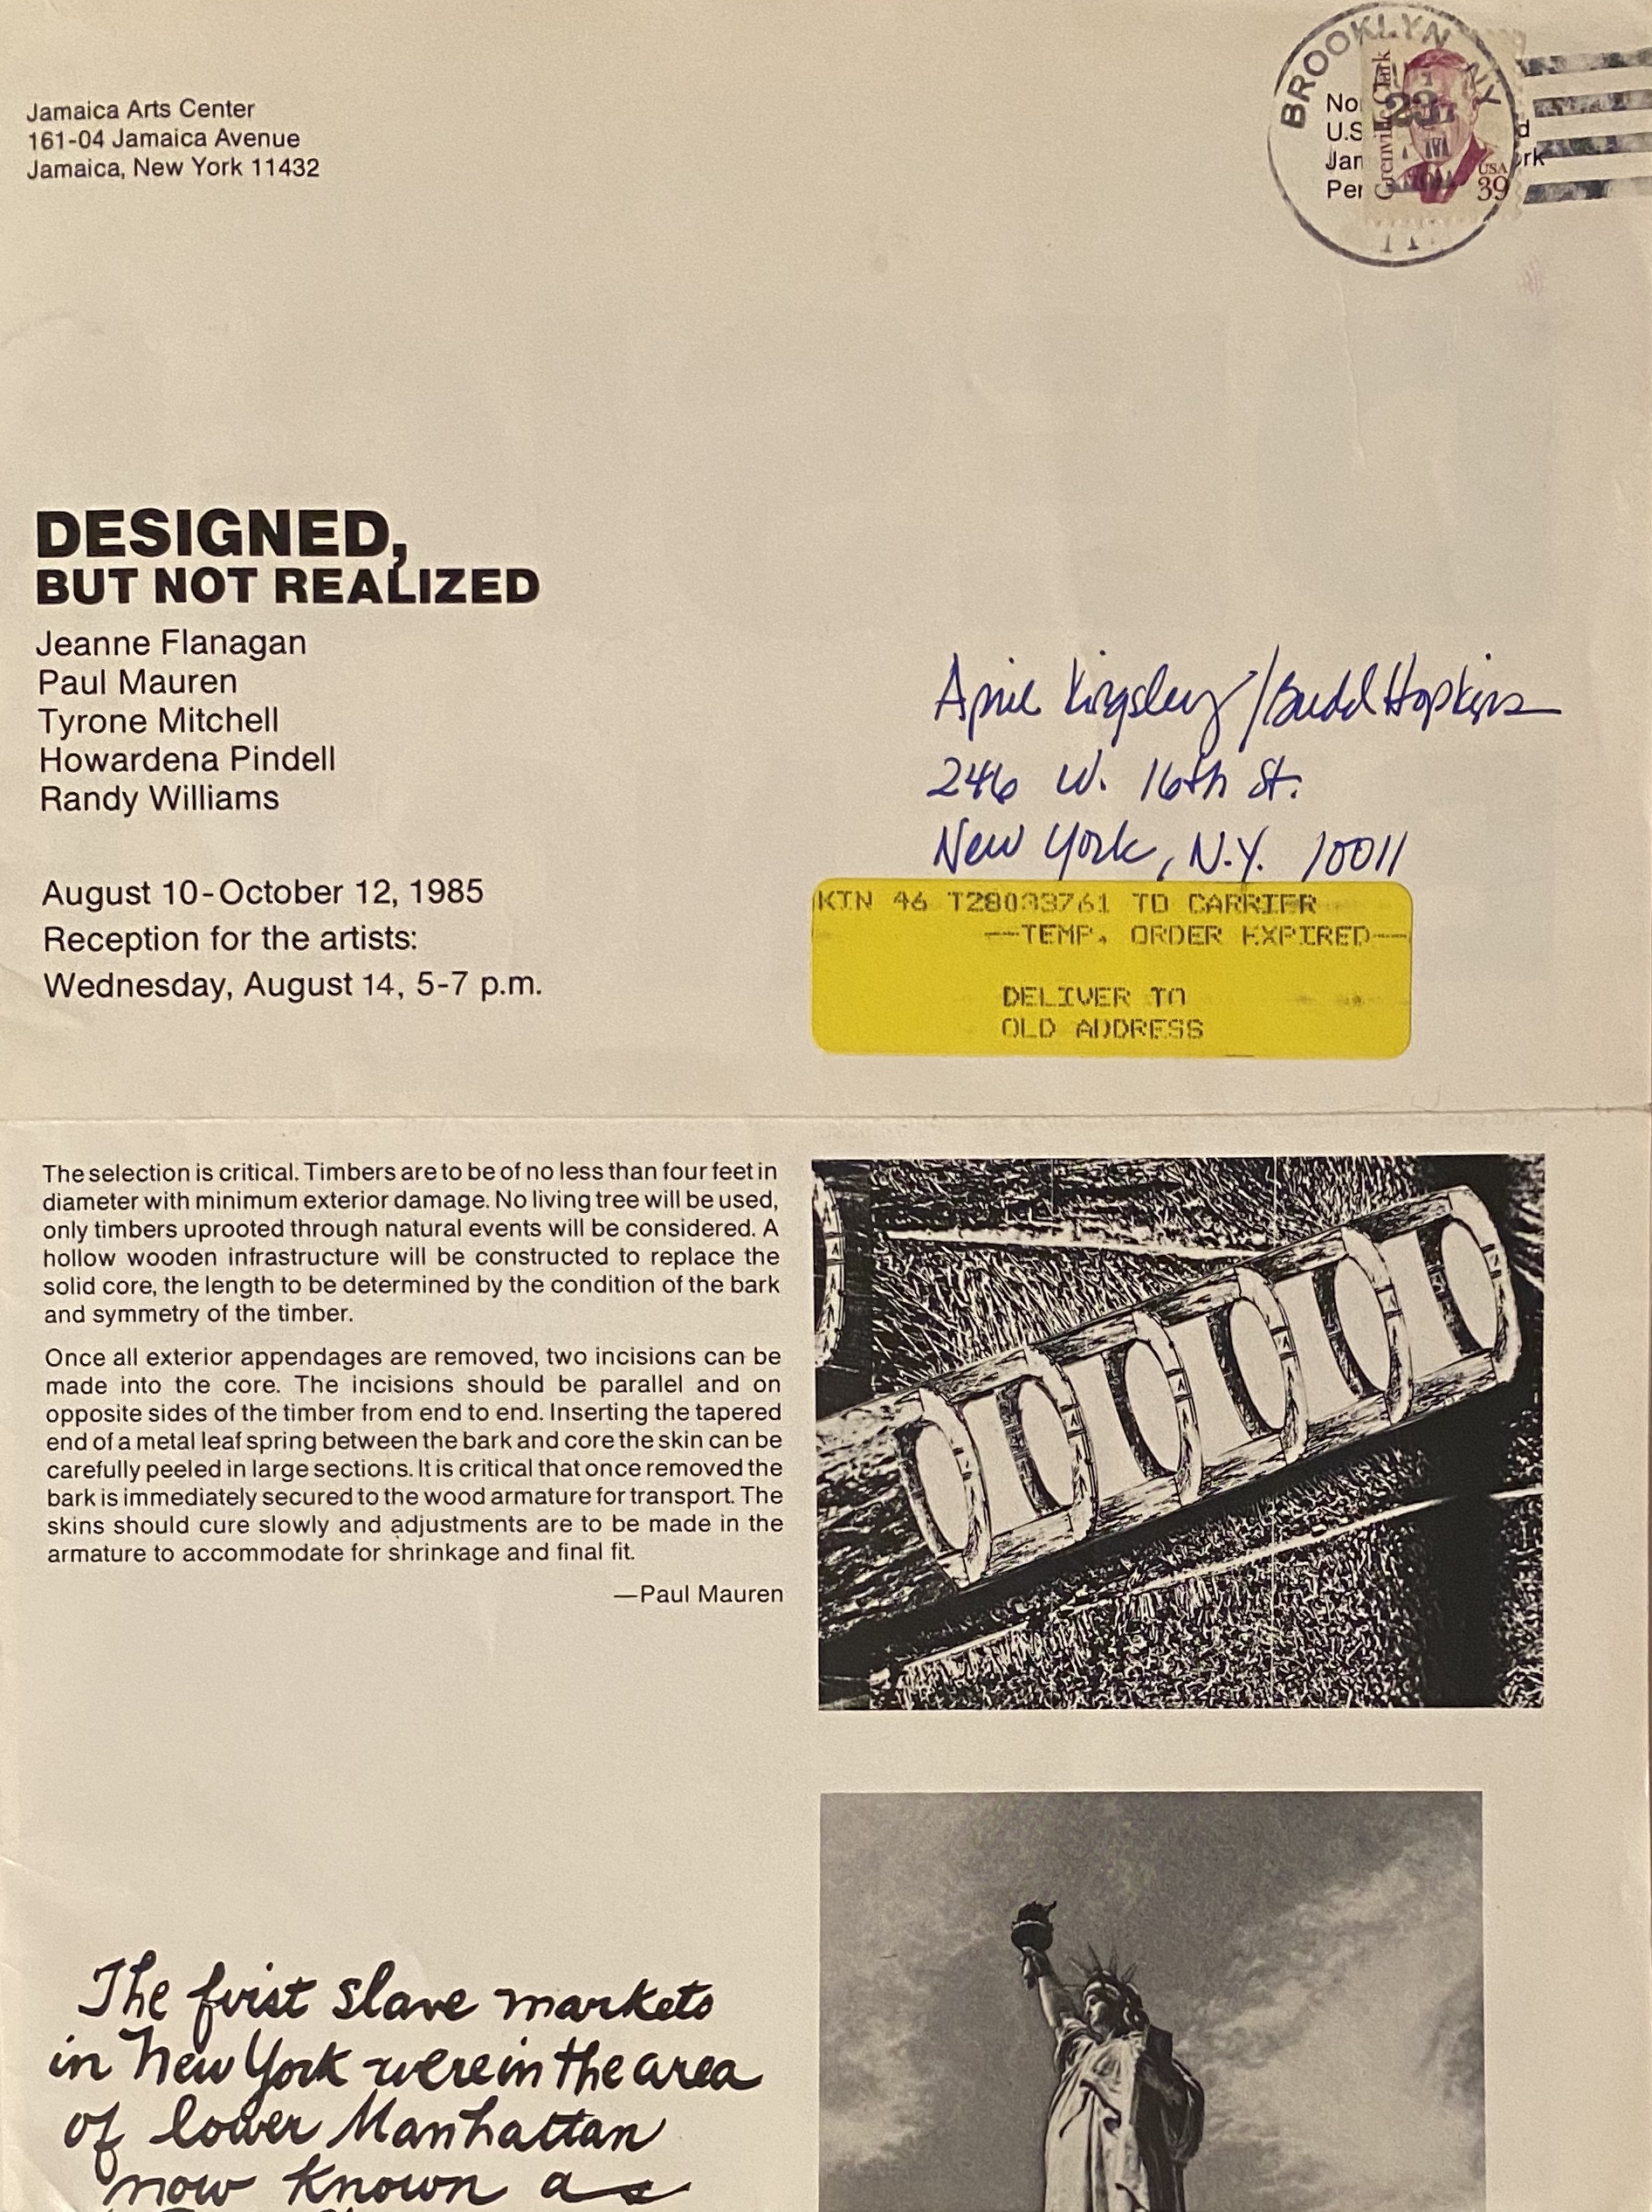 Jamaica Arts Center
161-04 Jamaica Avenue
Jamaica, New York 11432
BROOKLYN NY
23
Grenville Clark
USA
39
DESIGNED,
BUT NOT REALIZED
Jeanne Flanagan
Paul Mauren
Tyrone Mitchell
Howardena Pindell
Randy Williams
August 10-October 12, 1985
Reception for the artists:
Wednesday, August 14, 5-7 p.m.
April Kingsley/Budd Hopkins
246 W. 16th St.
New York, N.Y. 10011
KIN 46 TO CARRIER
--TEMP. ORDER EXPIRED--
DELIVER TO
OLD ADDRESS
The selection is critical. Timbers are to be of no less than four feet in
diameter with minimum exterior damage. No living tree will be used,
only timbers uprooted through natural events will be considered. A
hollow wooden infrastructure will be constructed to replace the
solid core, the length to be determined by the condition of the bark
and symmetry of the timber.
Once all exterior appendages are removed, two incisions can be
made into the core. The incisions should be parallel and on
opposite sides of the timber from end to end. Inserting the tapered
end of a metal leaf spring between the bark and core the skin can be
carefully peeled in large sections. It is critical that once removed the
bark is immediately secured to the wood armature for transport. The
skins should cure slowly and adjustments are to be made in the
armature to accommodate for shrinkage and final fit.
—Paul Mauren
The first slave markets
in New York were in the area
of lower Manhattan
now known as